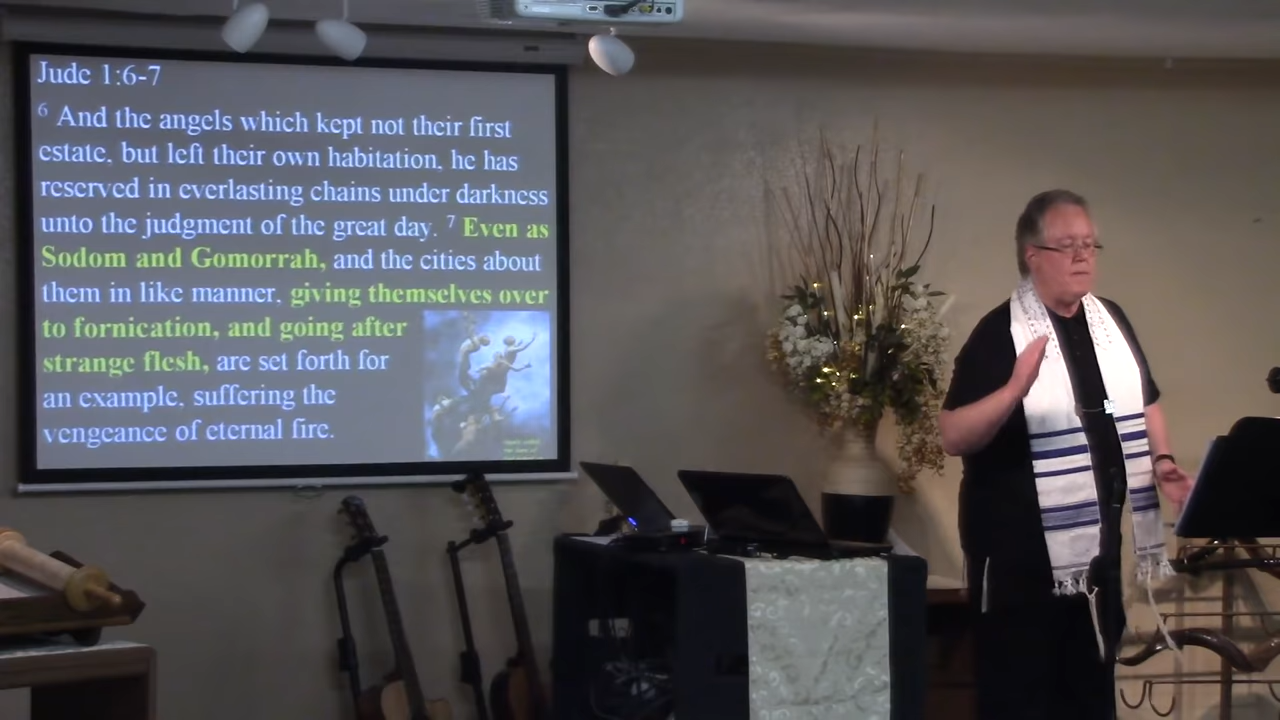 Jude 1:6-7
6 And the angels which kept not their first
estate, but left their own habitation, he has
reserved in everlasting chains under darkness
unto the judgment of the great day. 7 Even as
Sodom and Gomorrah, and the cities about
them in like manner, giving themselves over
to fornication, and going after
strange flesh, are set forth for
an example, suffering the
vengeance of eternal fire.